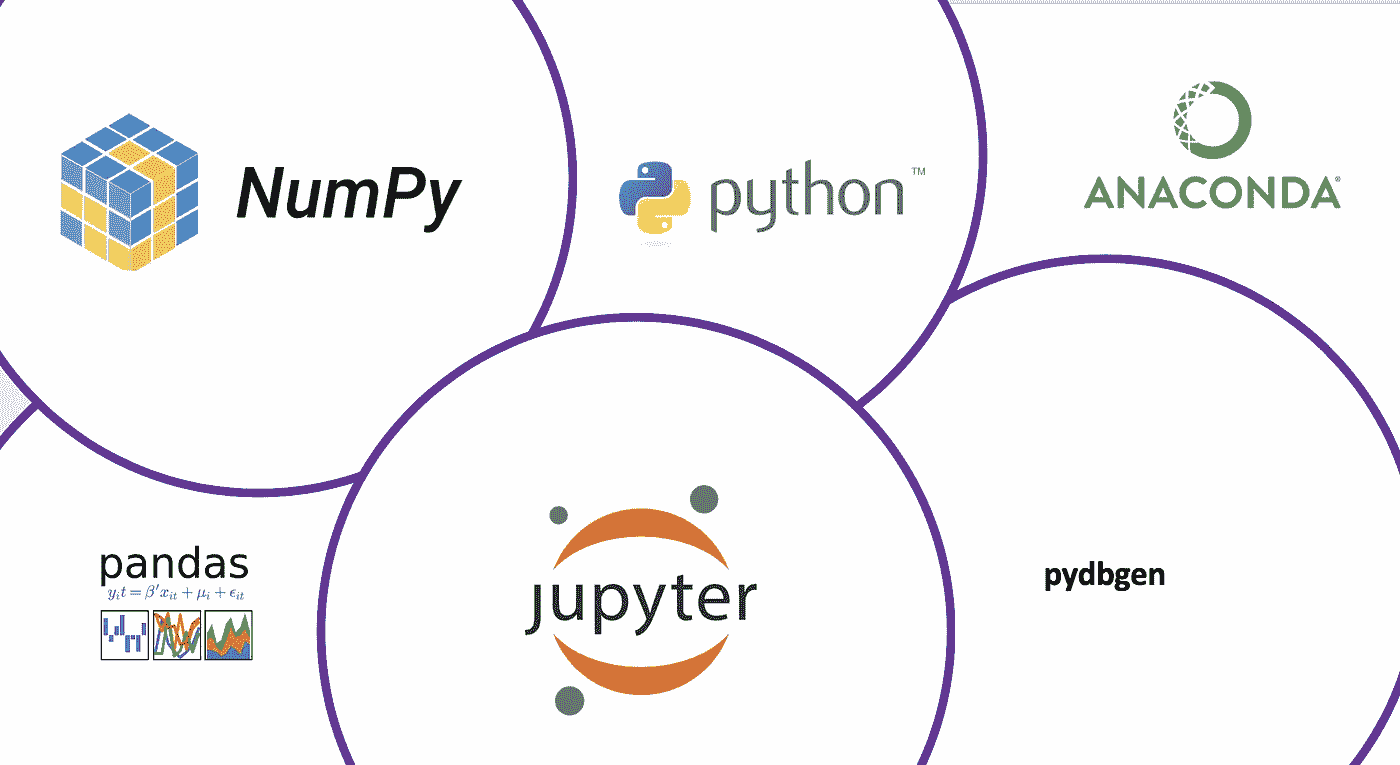 NumPy
python™
ANACONDA®
pandas
yᵢt = β′xᵢₜ + μᵢ + ϵᵢₜ
jupyter
pydbgen